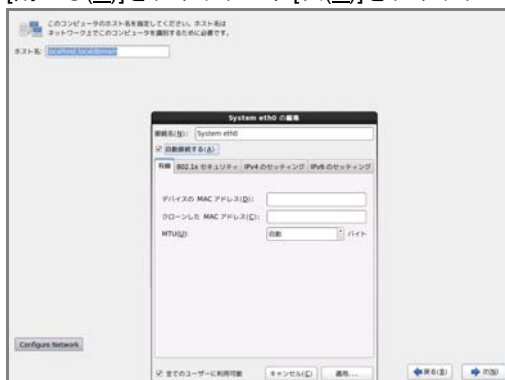 このコンピュータのホスト名を指定してください。ホスト名は
ネットワーク上でこのコンピュータを識別するために必要です。
ホスト名: localhost.localdomain
System eth0 の編集
接続名(N): System eth0
自動接続する(A)
有線 802.1x セキュリティ IPv4 のセッティング IPv6 のセッティング
デバイスの MAC アドレス(D):
クローンした MAC アドレス(C):
MTU(U): 自動 バイト
Configure Network
全てのユーザーに利用可能 キャンセル(C) 適用...
戻る(B) 次(N)